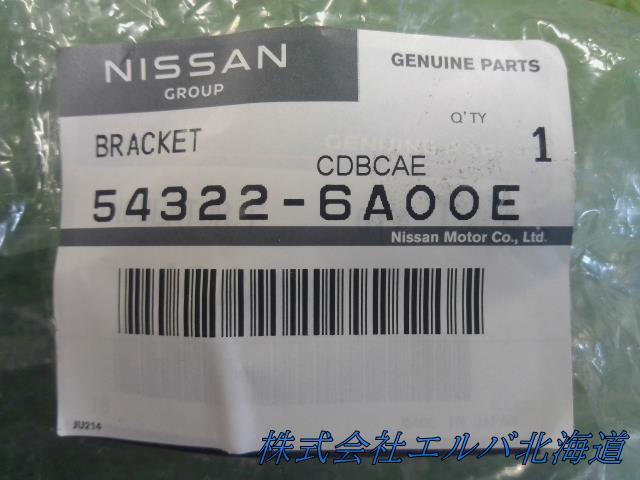 NISSAN
GROUP
GENUINE PARTS
Q'TY
BRACKET
1
CDBCAE
54322-6A00E
Nissan Motor Co., Ltd.
JU214
株式会社エルバ北海道